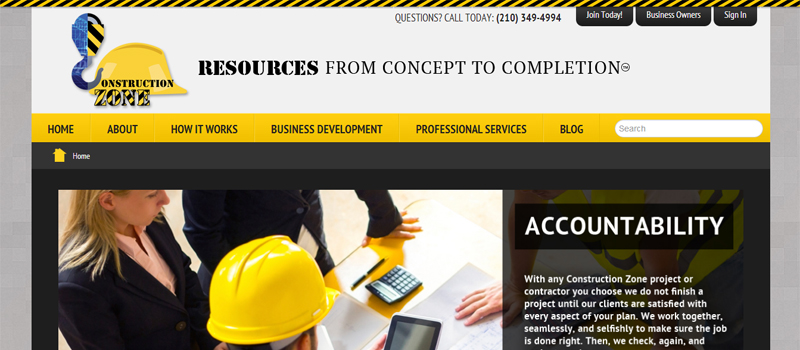 QUESTIONS? CALL TODAY: (210) 349-4994
Join Today!
Business Owners
Sign In
CONSTRUCTION
ZONE
RESOURCES FROM CONCEPT TO COMPLETION
HOME
ABOUT
HOW IT WORKS
BUSINESS DEVELOPMENT
PROFESSIONAL SERVICES
BLOG
Search
Home
ACCOUNTABILITY
With any Construction Zone project or
contractor you choose we do not finish a
project until our clients are satisfied with
every aspect of your plan. We work together,
seamlessly, and selfishly to make sure the job
is done right. Then, we check, again, and